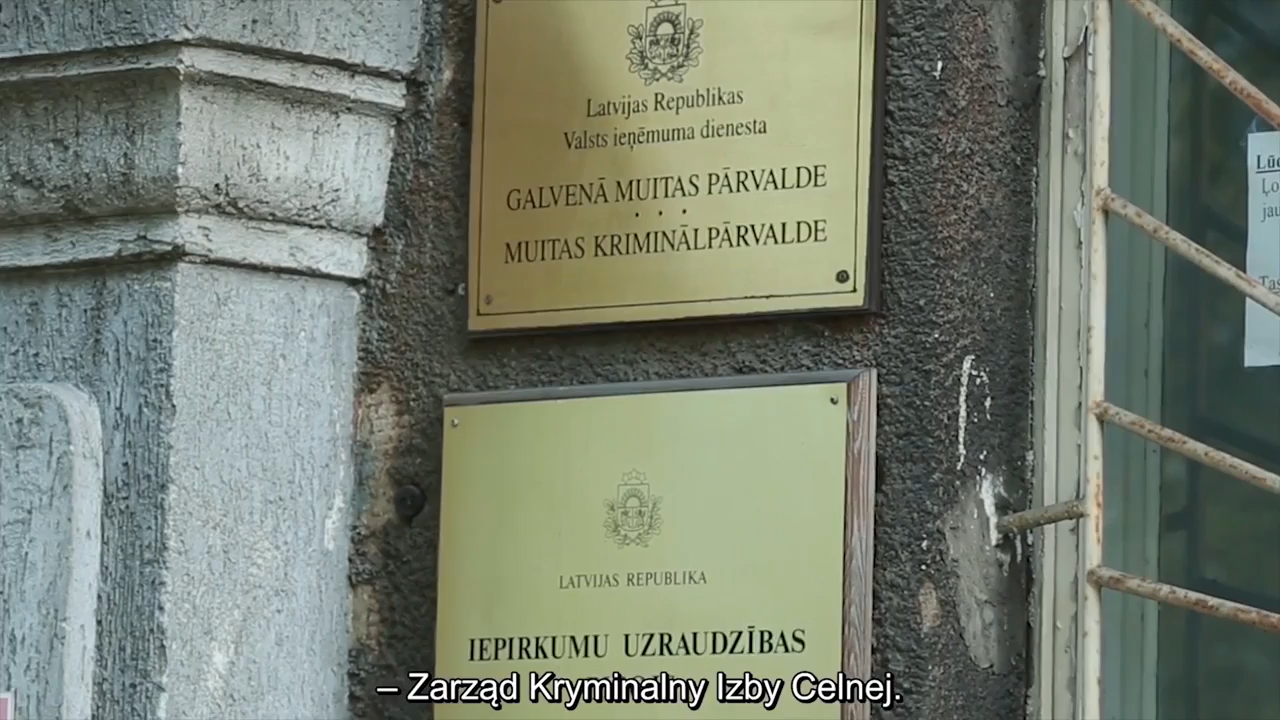 Latvijas Republikas
Valsts ieņēmuma dienesta
GALVENĀ MUITAS PĀRVALDE
• • •
MUITAS KRIMINĀLPĀRVALDE
LATVIJAS REPUBLIKA
IEPIRKUMU UZRAUDZĪBAS
– Zarząd Kryminalny Izby Celnej.